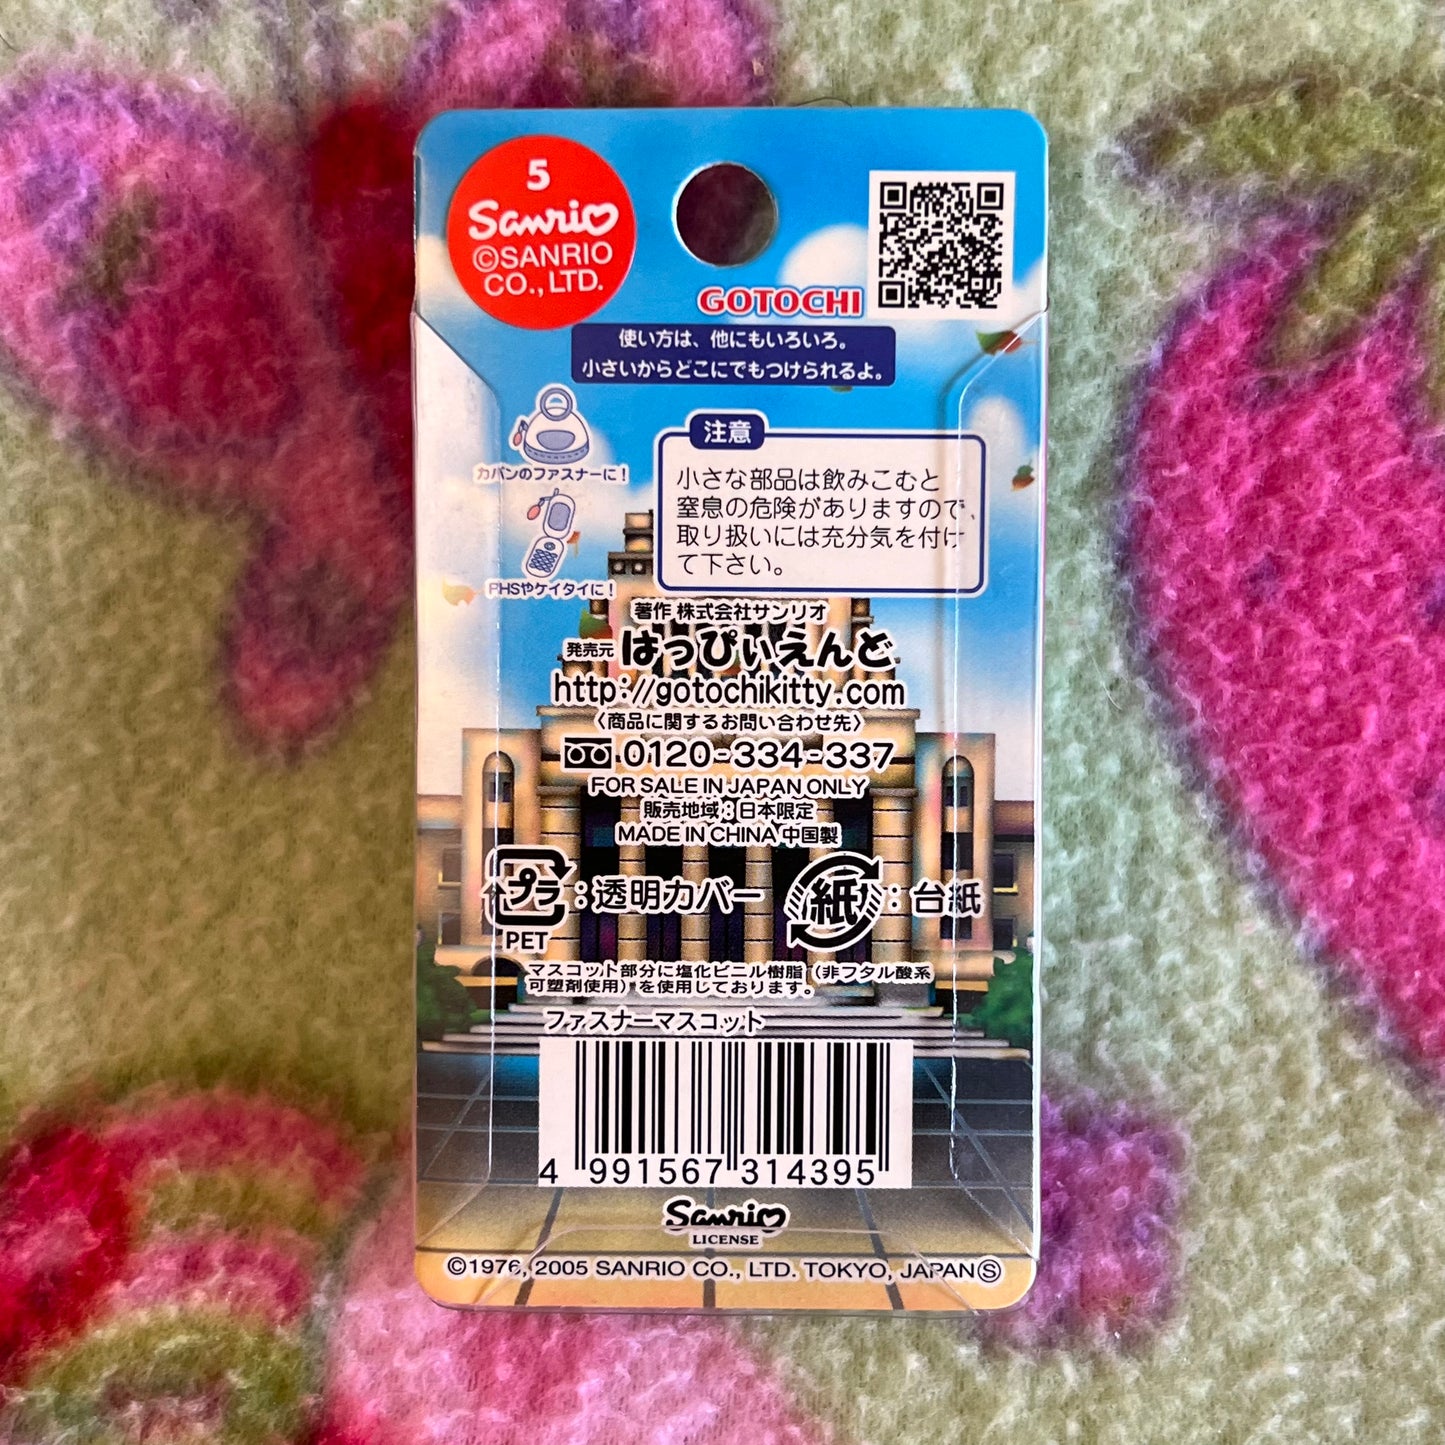 5
Sanrio
©SANRIO
CO., LTD.
GOTOCHI
使い方は、他にもいろいろ。
小さいからどこにでもつけられるよ。
カバンのファスナーに!
PHSやケイタイに!
注意
小さな部品は飲みこむと
窒息の危険がありますので、
取り扱いには充分気を付け
て下さい。
著作 株式会社サンリオ
発売元 はっぴぃえんど
http://gotochikitty.com
〈商品に関するお問い合わせ先〉
0120-334-337
FOR SALE IN JAPAN ONLY
販売地域:日本限定
MADE IN CHINA 中国製
プラ:透明カバー
PET
紙:台紙
マスコット部分に塩化ビニル樹脂(非フタル酸系
可塑剤使用)を使用しております。
ファスナーマスコット
4 991567 314395
Sanrio
LICENSE
©1976, 2005 SANRIO CO., LTD. TOKYO, JAPAN Ⓢ